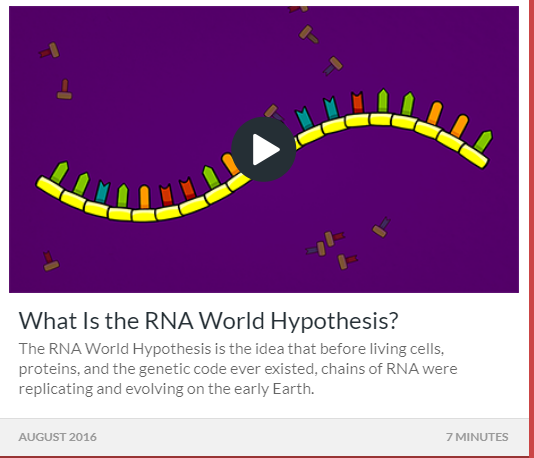 What Is the RNA World Hypothesis?
The RNA World Hypothesis is the idea that before living cells,
proteins, and the genetic code ever existed, chains of RNA were
replicating and evolving on the early Earth.
AUGUST 2016
7 MINUTES